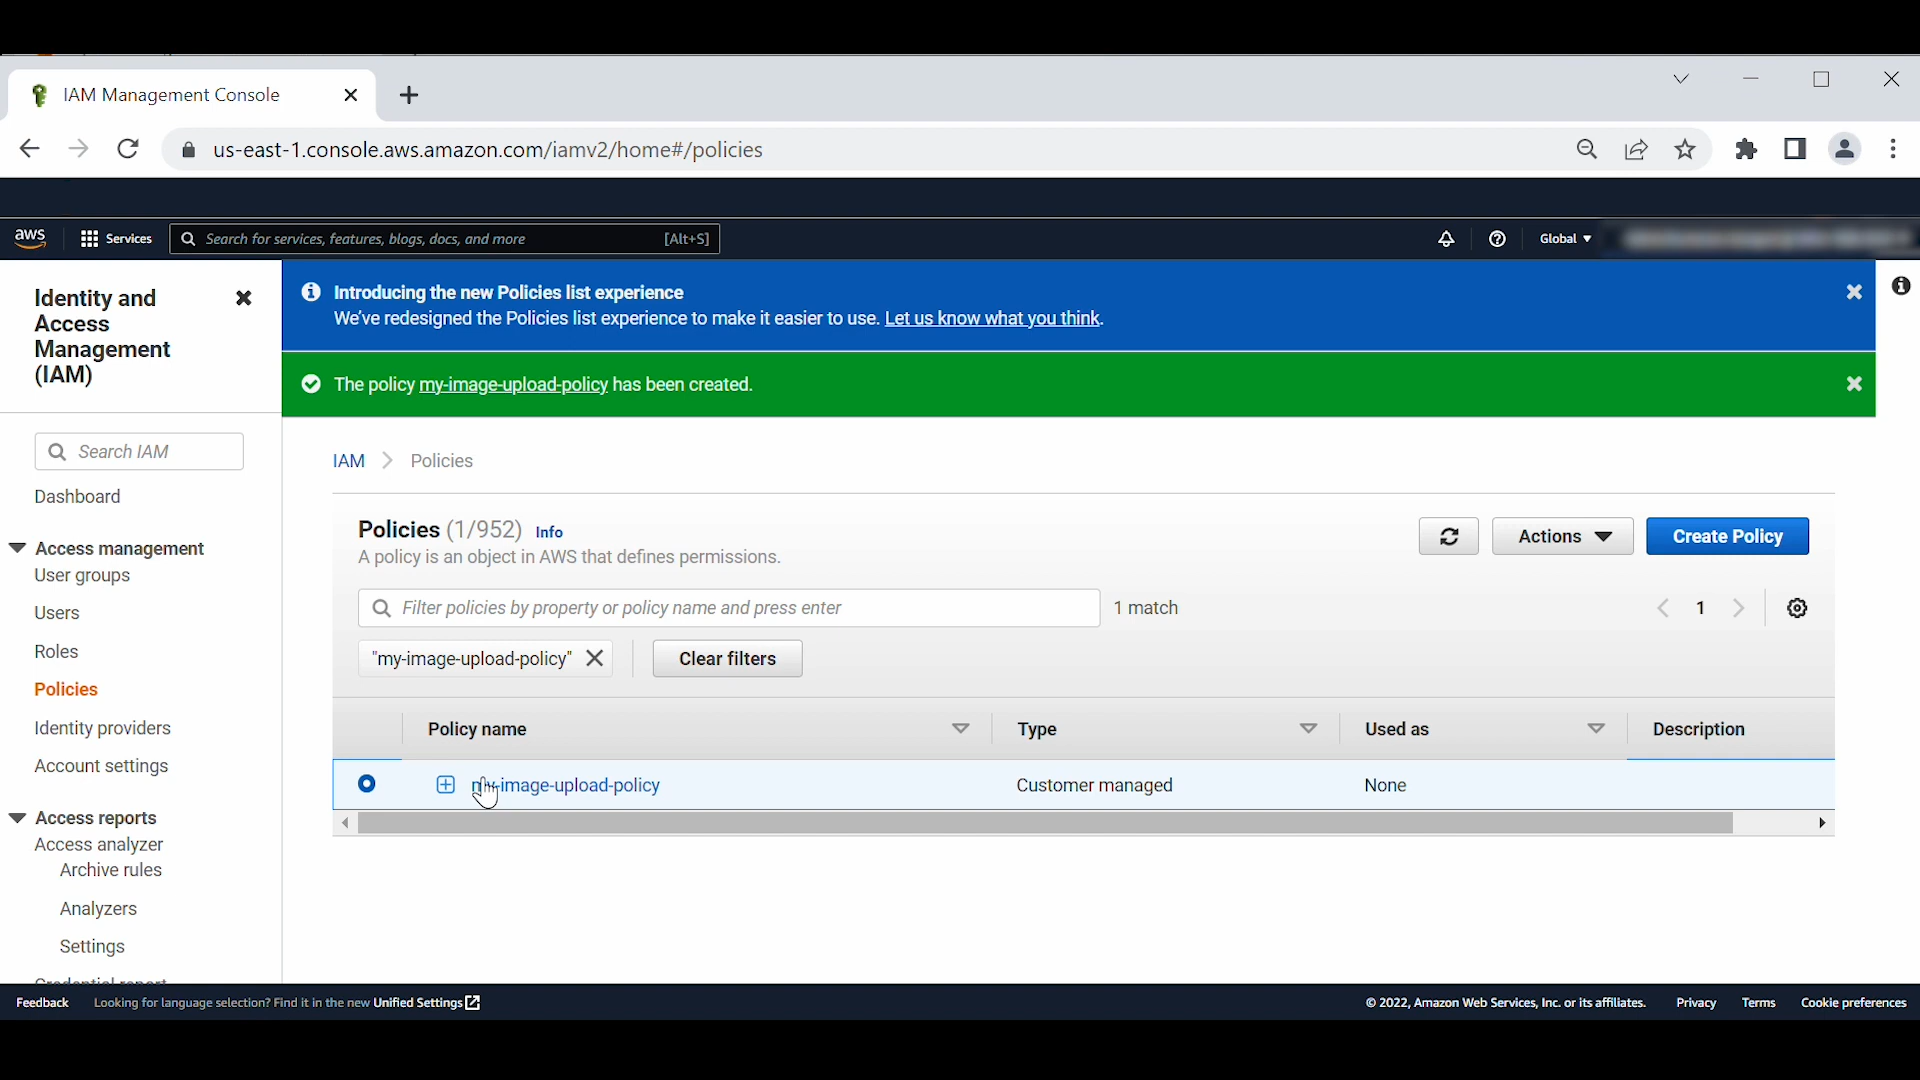 IAM Management Console
us-east-1.console.aws.amazon.com/iamv2/home#/policies
aws
Services
Search for services, features, blogs, docs, and more [Alt+S]
Global
Identity and
Access
Management
(IAM)
Search IAM
Dashboard
Access management
User groups
Users
Roles
Policies
Identity providers
Account settings
Access reports
Access analyzer
Archive rules
Analyzers
Settings
Introducing the new Policies list experience
We've redesigned the Policies list experience to make it easier to use. Let us know what you think.
The policy my-image-upload-policy has been created.
IAM > Policies
Policies (1/952) Info
A policy is an object in AWS that defines permissions.
Actions
Create Policy
Filter policies by property or policy name and press enter
1 match
1
"my-image-upload-policy"
Clear filters
Policy name Type Used as Description
my-image-upload-policy Customer managed None
Feedback Looking for language selection? Find it in the new Unified Settings
© 2022, Amazon Web Services, Inc. or its affiliates. Privacy Terms Cookie preferences